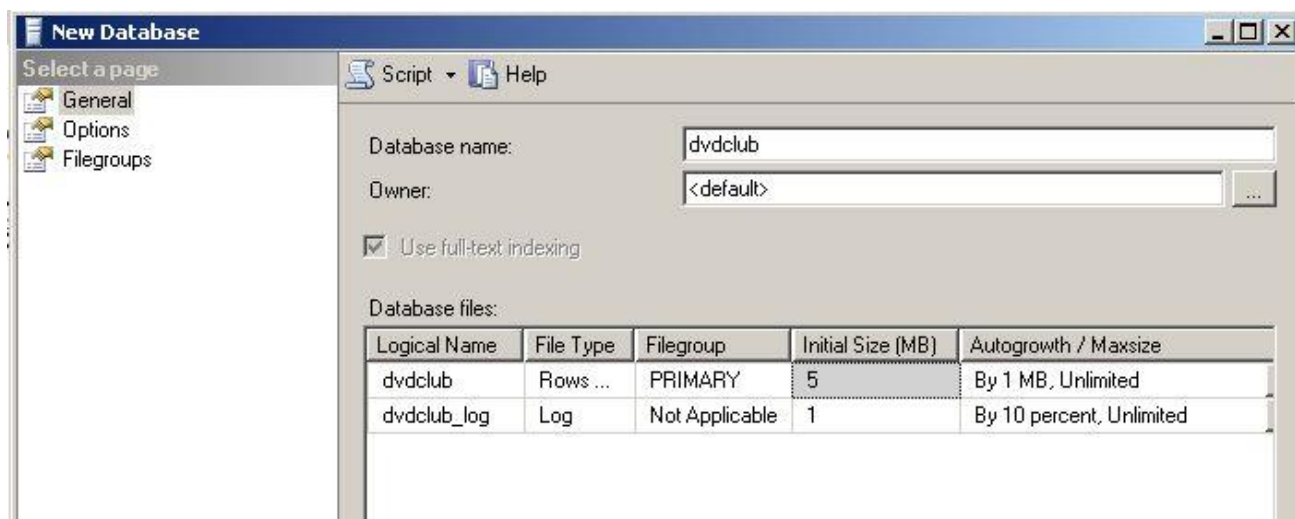 New Database
Select a page
General
Options
Filegroups
Script
Help
Database name:
dvdclub
Owner:
<default>
...
Use full-text indexing
Database files:
Logical Name File Type Filegroup Initial Size (MB) Autogrowth / Maxsize
dvdclub Rows ... PRIMARY 5 By 1 MB, Unlimited
dvdclub_log Log Not Applicable 1 By 10 percent, Unlimited